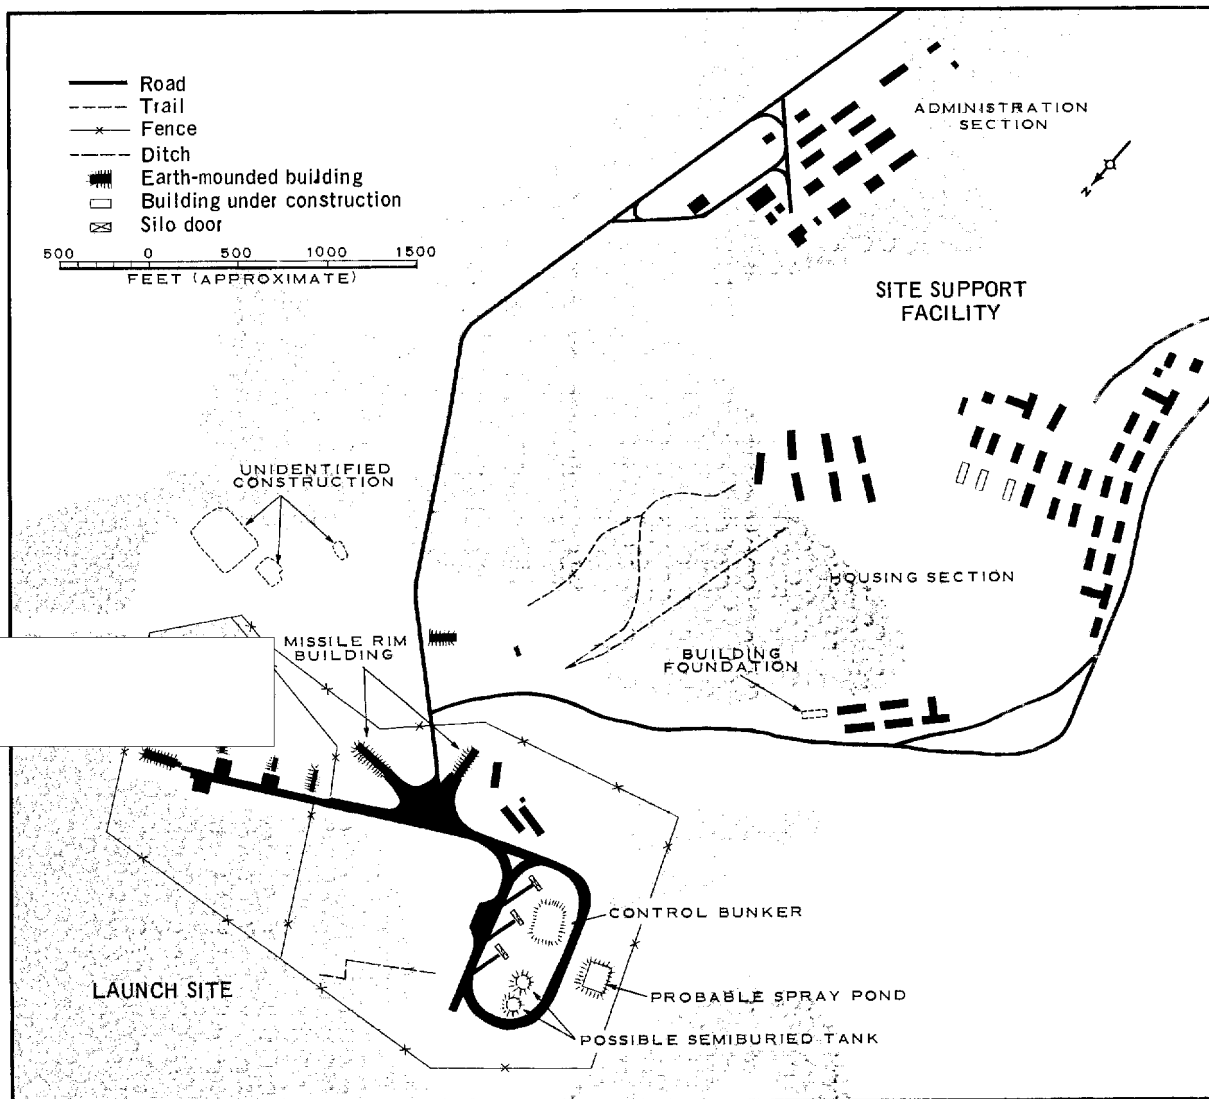 Road
Trail
Fence
Ditch
Earth-mounded building
Building under construction
Silo door
500 0 500 1000 1500
FEET (APPROXIMATE)
ADMINISTRATION
SECTION
N
SITE SUPPORT
FACILITY
UNIDENTIFIED
CONSTRUCTION
HOUSING SECTION
MISSILE RIM
BUILDING
BUILDING
FOUNDATION
CONTROL BUNKER
LAUNCH SITE
PROBABLE SPRAY POND
POSSIBLE SEMIBURIED TANK